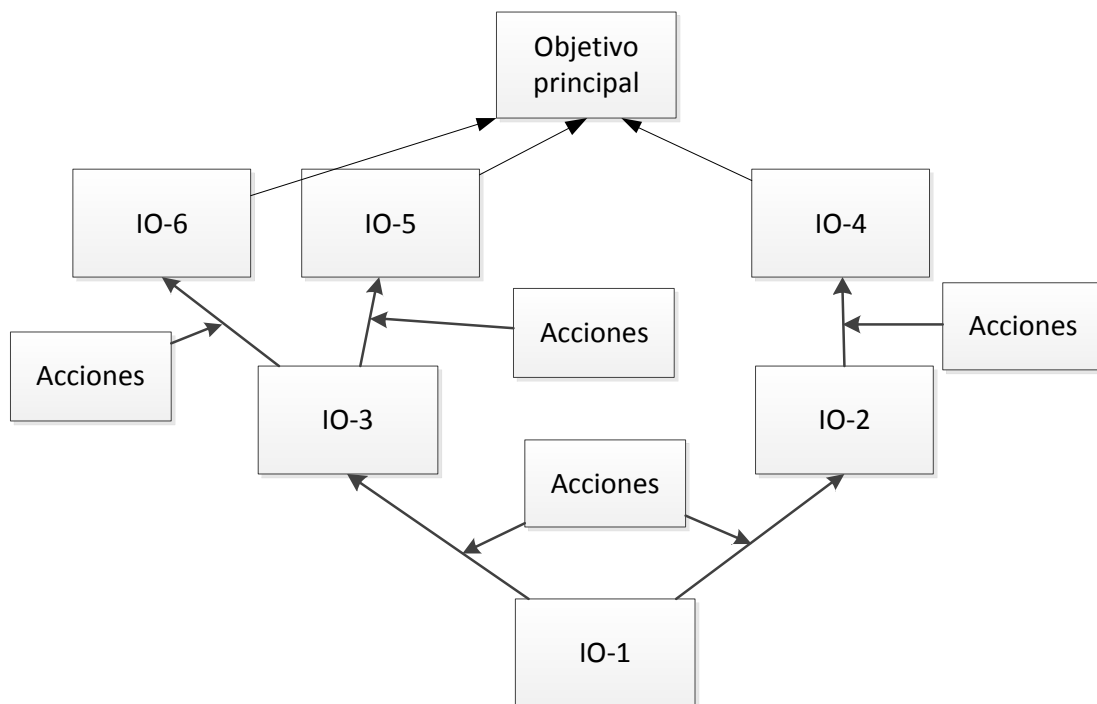 Objetivo
principal
IO-6
IO-5
IO-4
Acciones
Acciones
Acciones
IO-3
IO-2
Acciones
IO-1